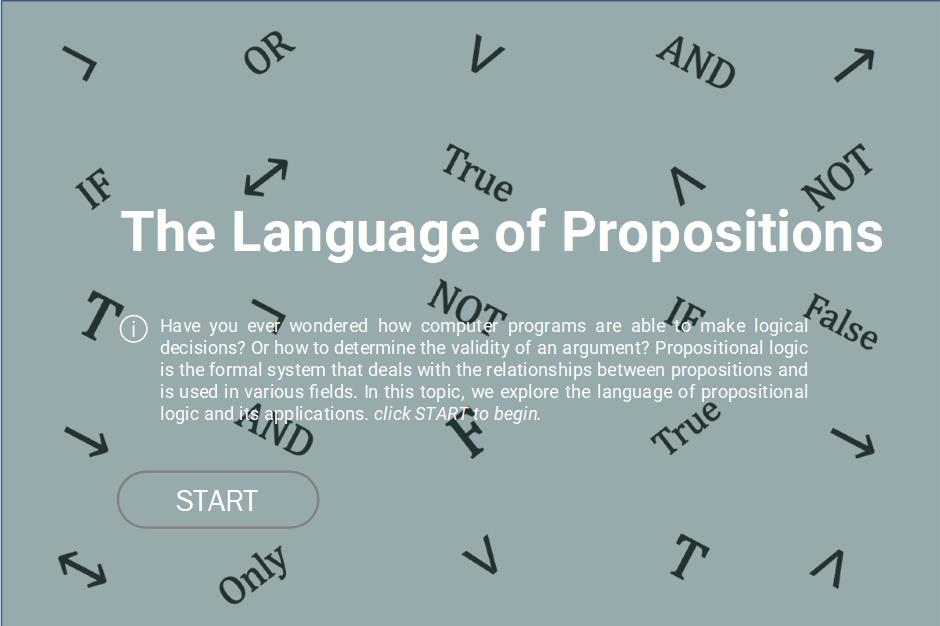 ¬ OR ∨ AND →
IF ↔ True ∧ NOT
The Language of Propositions
T ¬ NOT IF False
Have you ever wondered how computer programs are able to make logical
decisions? Or how to determine the validity of an argument? Propositional logic
is the formal system that deals with the relationships between propositions and
is used in various fields. In this topic, we explore the language of propositional
logic and its applications. click START to begin.
→ AND F True →
START
↔ Only ∨ T ∧